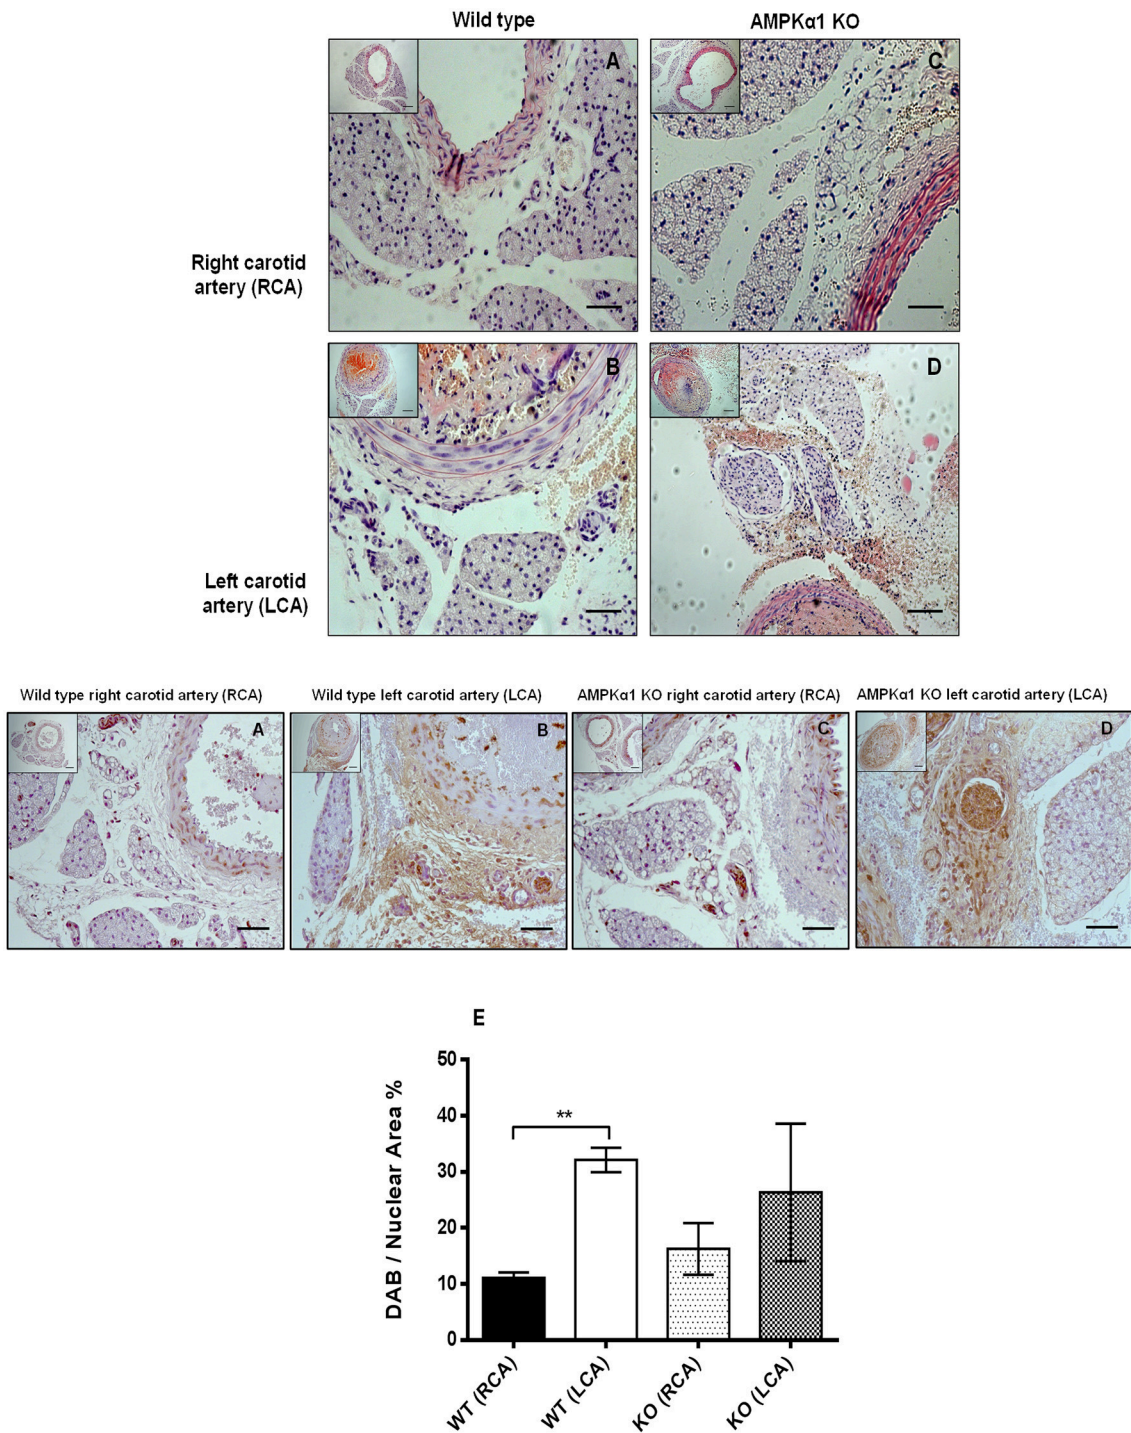 Wild type
AMPKα1 KO
A
C
Right carotid
artery (RCA)
B
D
Left carotid
artery (LCA)
Wild type right carotid artery (RCA)
Wild type left carotid artery (LCA)
AMPKα1 KO right carotid artery (RCA)
AMPKα1 KO left carotid artery (LCA)
A
B
C
D
E
DAB / Nuclear Area %
50
40
30
20
10
0
**
WT (RCA)
WT (LCA)
KO (RCA)
KO (LCA)